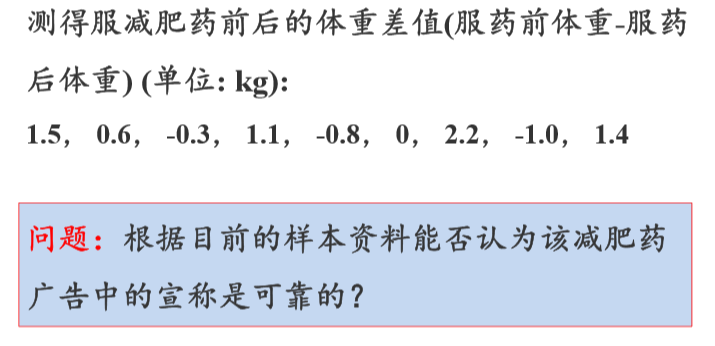 测得服减肥药前后的体重差值(服药前体重-服药
后体重) (单位: kg):
1.5, 0.6, -0.3, 1.1, -0.8, 0, 2.2, -1.0, 1.4
问题：根据目前的样本资料能否认为该减肥药
广告中的宣称是可靠的？